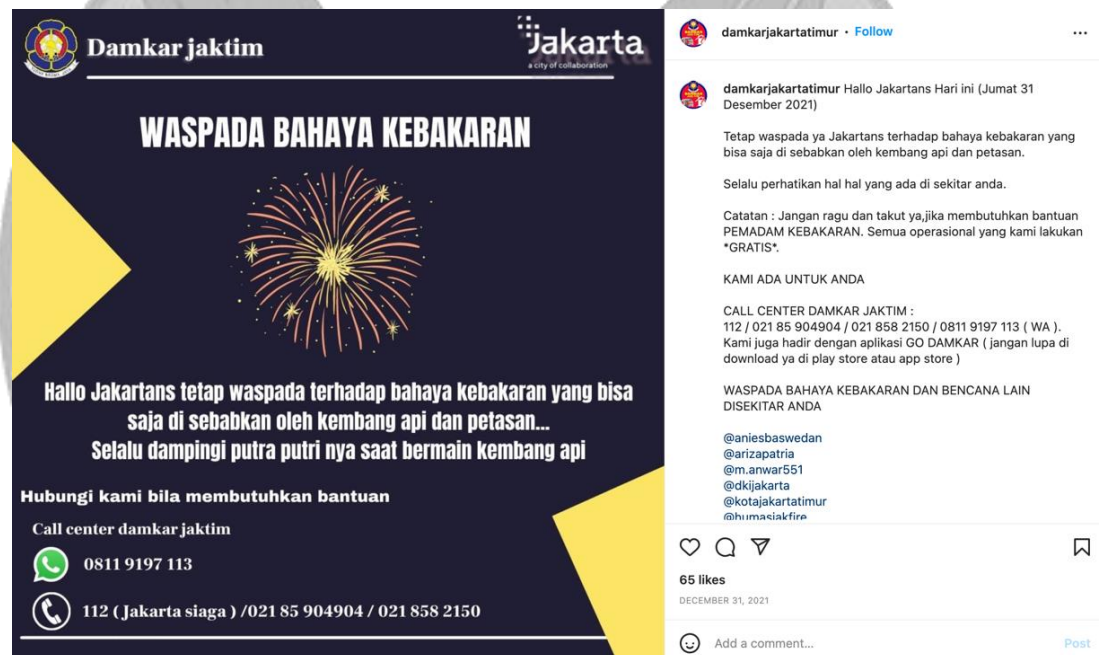 Damkar jaktim
Jakarta
a city of collaboration
WASPADA BAHAYA KEBAKARAN
Hallo Jakartans tetap waspada terhadap bahaya kebakaran yang bisa
saja di sebabkan oleh kembang api dan petasan...
Selalu dampingi putra putri nya saat bermain kembang api
Hubungi kami bila membutuhkan bantuan
Call center damkar jaktim
0811 9197 113
112 ( Jakarta siaga ) /021 85 904904 / 021 858 2150
damkarjakartatimur • Follow
damkarjakartatimur Hallo Jakartans Hari ini (Jumat 31
Desember 2021)
Tetap waspada ya Jakartans terhadap bahaya kebakaran yang
bisa saja di sebabkan oleh kembang api dan petasan.
Selalu perhatikan hal hal yang ada di sekitar anda.
Catatan : Jangan ragu dan takut ya,jika membutuhkan bantuan
PEMADAM KEBAKARAN. Semua operasional yang kami lakukan
*GRATIS*.
KAMI ADA UNTUK ANDA
CALL CENTER DAMKAR JAKTIM :
112 / 021 85 904904 / 021 858 2150 / 0811 9197 113 ( WA ).
Kami juga hadir dengan aplikasi GO DAMKAR ( jangan lupa di
download ya di play store atau app store )
WASPADA BAHAYA KEBAKARAN DAN BENCANA LAIN
DISEKITAR ANDA
@aniesbaswedan
@arizapatria
@m.anwar551
@dkijakarta
@kotajakartatimur
@humasjakfire
65 likes
DECEMBER 31, 2021
Add a comment...
Post